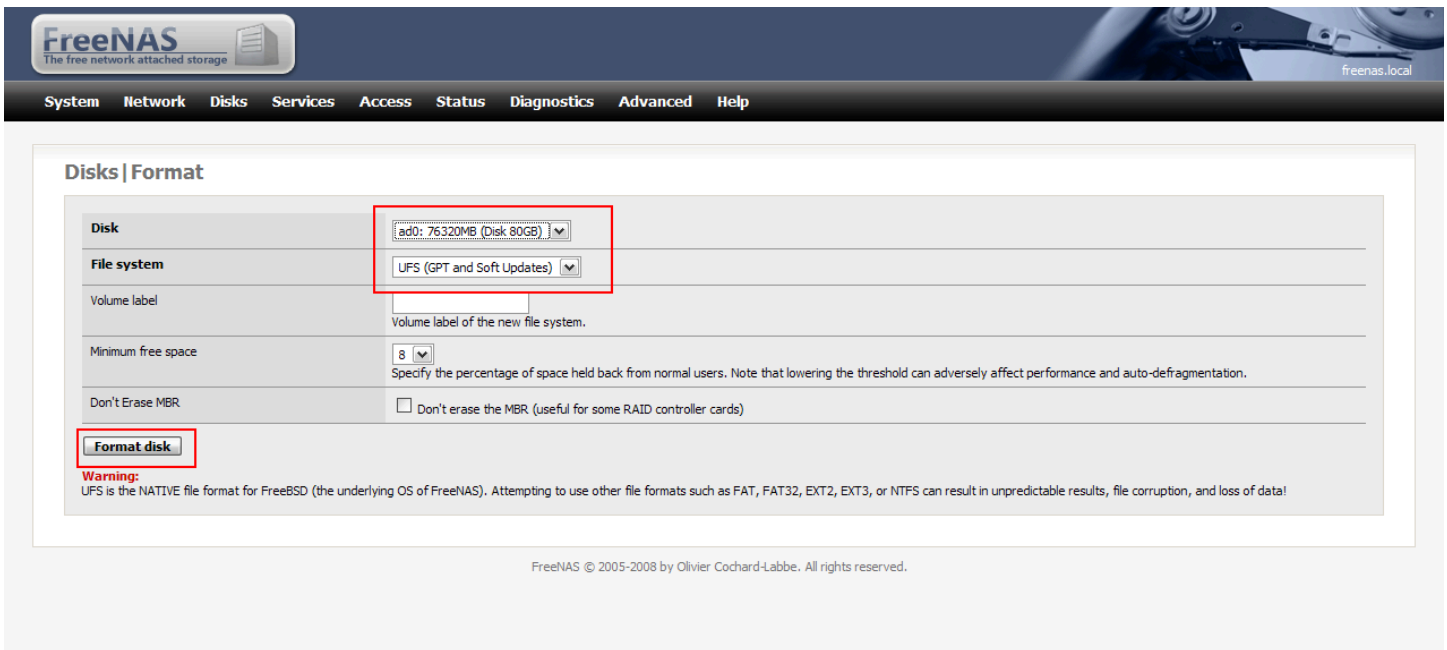 FreeNAS
The free network attached storage
freenas.local
System Network Disks Services Access Status Diagnostics Advanced Help
Disks|Format
Disk
ad0: 76320MB (Disk 80GB)
File system
UFS (GPT and Soft Updates)
Volume label
Volume label of the new file system.
Minimum free space
8
Specify the percentage of space held back from normal users. Note that lowering the threshold can adversely affect performance and auto-defragmentation.
Don't Erase MBR
Don't erase the MBR (useful for some RAID controller cards)
Format disk
Warning:
UFS is the NATIVE file format for FreeBSD (the underlying OS of FreeNAS). Attempting to use other file formats such as FAT, FAT32, EXT2, EXT3, or NTFS can result in unpredictable results, file corruption, and loss of data!
FreeNAS © 2005-2008 by Olivier Cochard-Labbe. All rights reserved.